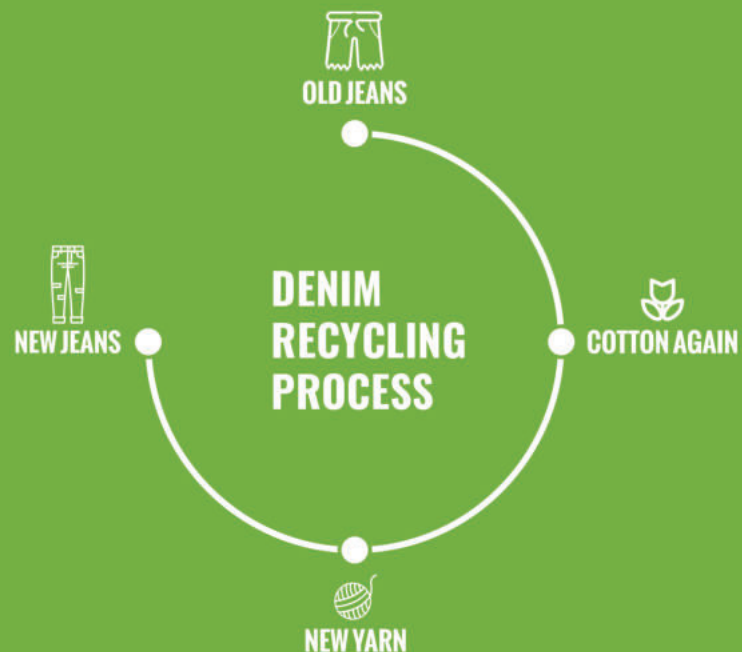 OLD JEANS
NEW JEANS
DENIM
RECYCLING
PROCESS
COTTON AGAIN
NEW YARN